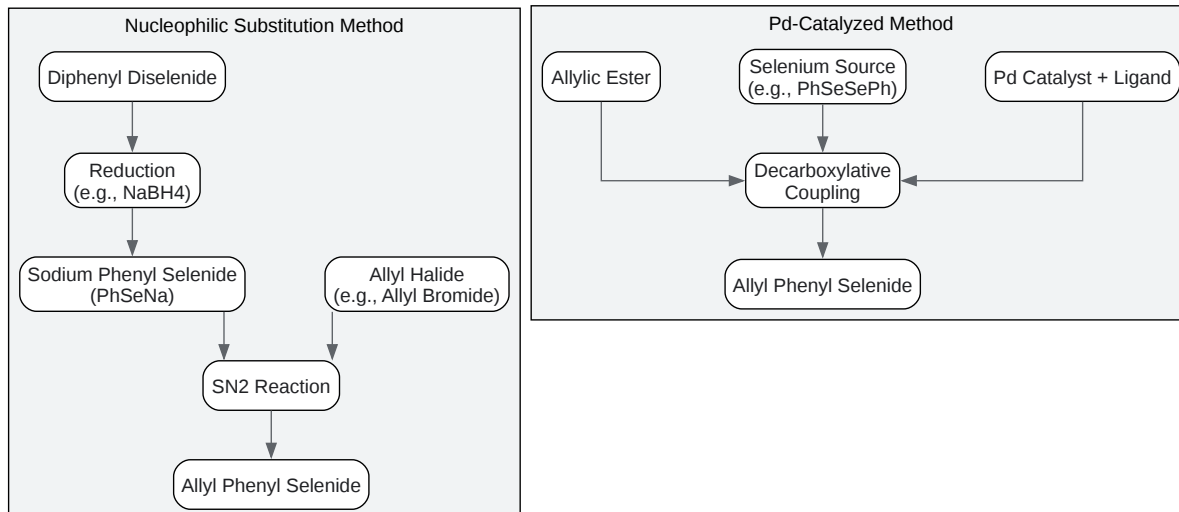 Nucleophilic Substitution Method
Diphenyl Diselenide
Reduction
(e.g., NaBH4)
Sodium Phenyl Selenide
(PhSeNa)
Allyl Halide
(e.g., Allyl Bromide)
SN2 Reaction
Allyl Phenyl Selenide
Pd-Catalyzed Method
Allylic Ester
Selenium Source
(e.g., PhSeSePh)
Pd Catalyst + Ligand
Decarboxylative
Coupling
Allyl Phenyl Selenide